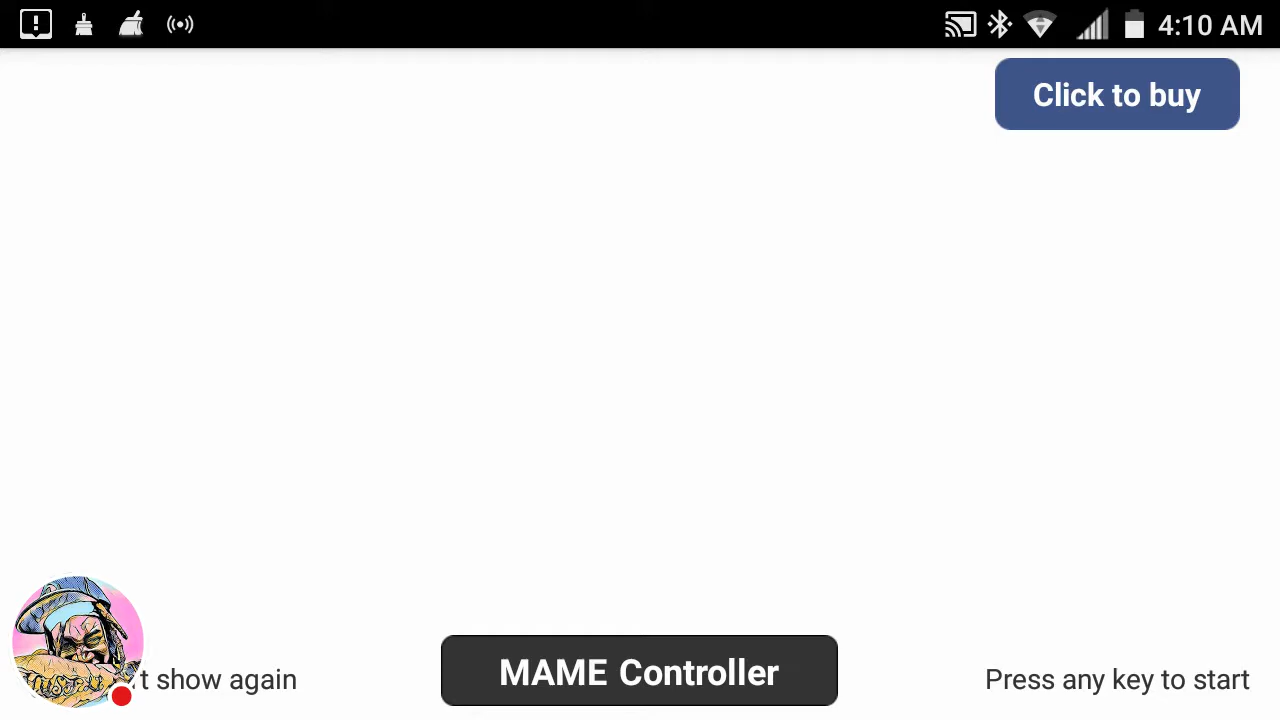 4:10 AM
Click to buy
't show again
MAME Controller
Press any key to start